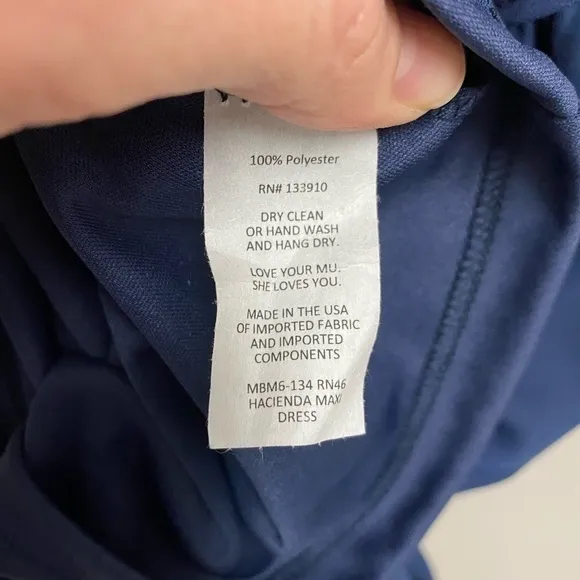 100% Polyester
RN# 133910
DRY CLEAN
OR HAND WASH
AND HANG DRY.
LOVE YOUR MU.
SHE LOVES YOU.
MADE IN THE USA
OF IMPORTED FABRIC
AND IMPORTED
COMPONENTS
MBM6-134 RN46
HACIENDA MAXI
DRESS